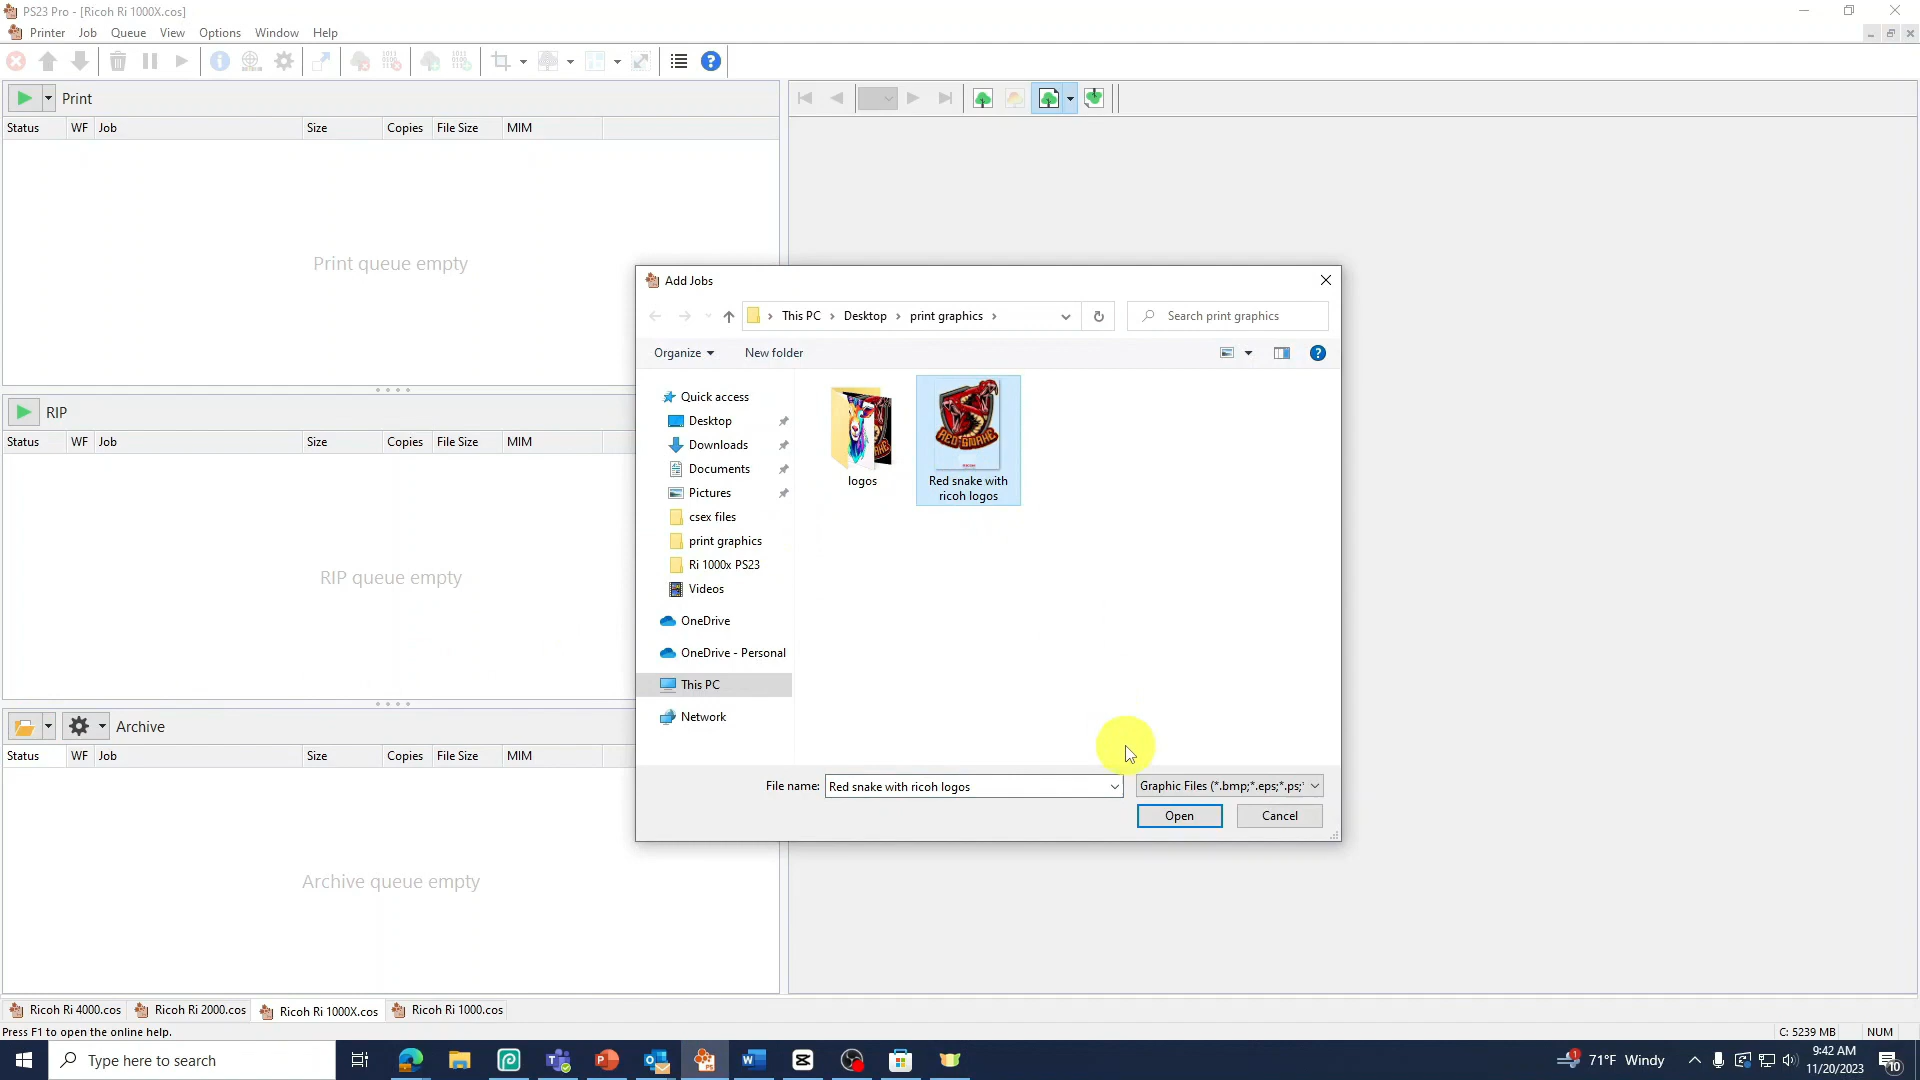 PS23 Pro - [Ricoh Ri 1000X.cos]
Printer Job Queue View Options Window Help
Print
Status WF Job Size Copies File Size MIM
Print queue empty
RIP
Status WF Job Size Copies File Size MIM
RIP queue empty
Archive
Status WF Job Size Copies File Size MIM
Archive queue empty
Add Jobs
This PC › Desktop › print graphics ›
Search print graphics
Organize New folder
Quick access
Desktop
Downloads
Documents
Pictures
csex files
print graphics
Ri 1000x PS23
Videos
OneDrive
OneDrive - Personal
This PC
Network
RED SNAKE
logos
Red snake with
ricoh logos
File name: Red snake with ricoh logos
Graphic Files (*.bmp;*.eps;*.ps;*
Open Cancel
Ricoh Ri 4000.cos Ricoh Ri 2000.cos Ricoh Ri 1000X.cos Ricoh Ri 1000.cos
Press F1 to open the online help.
C: 5239 MB NUM
Type here to search
1
71°F Windy
9:42 AM
11/20/2023
10